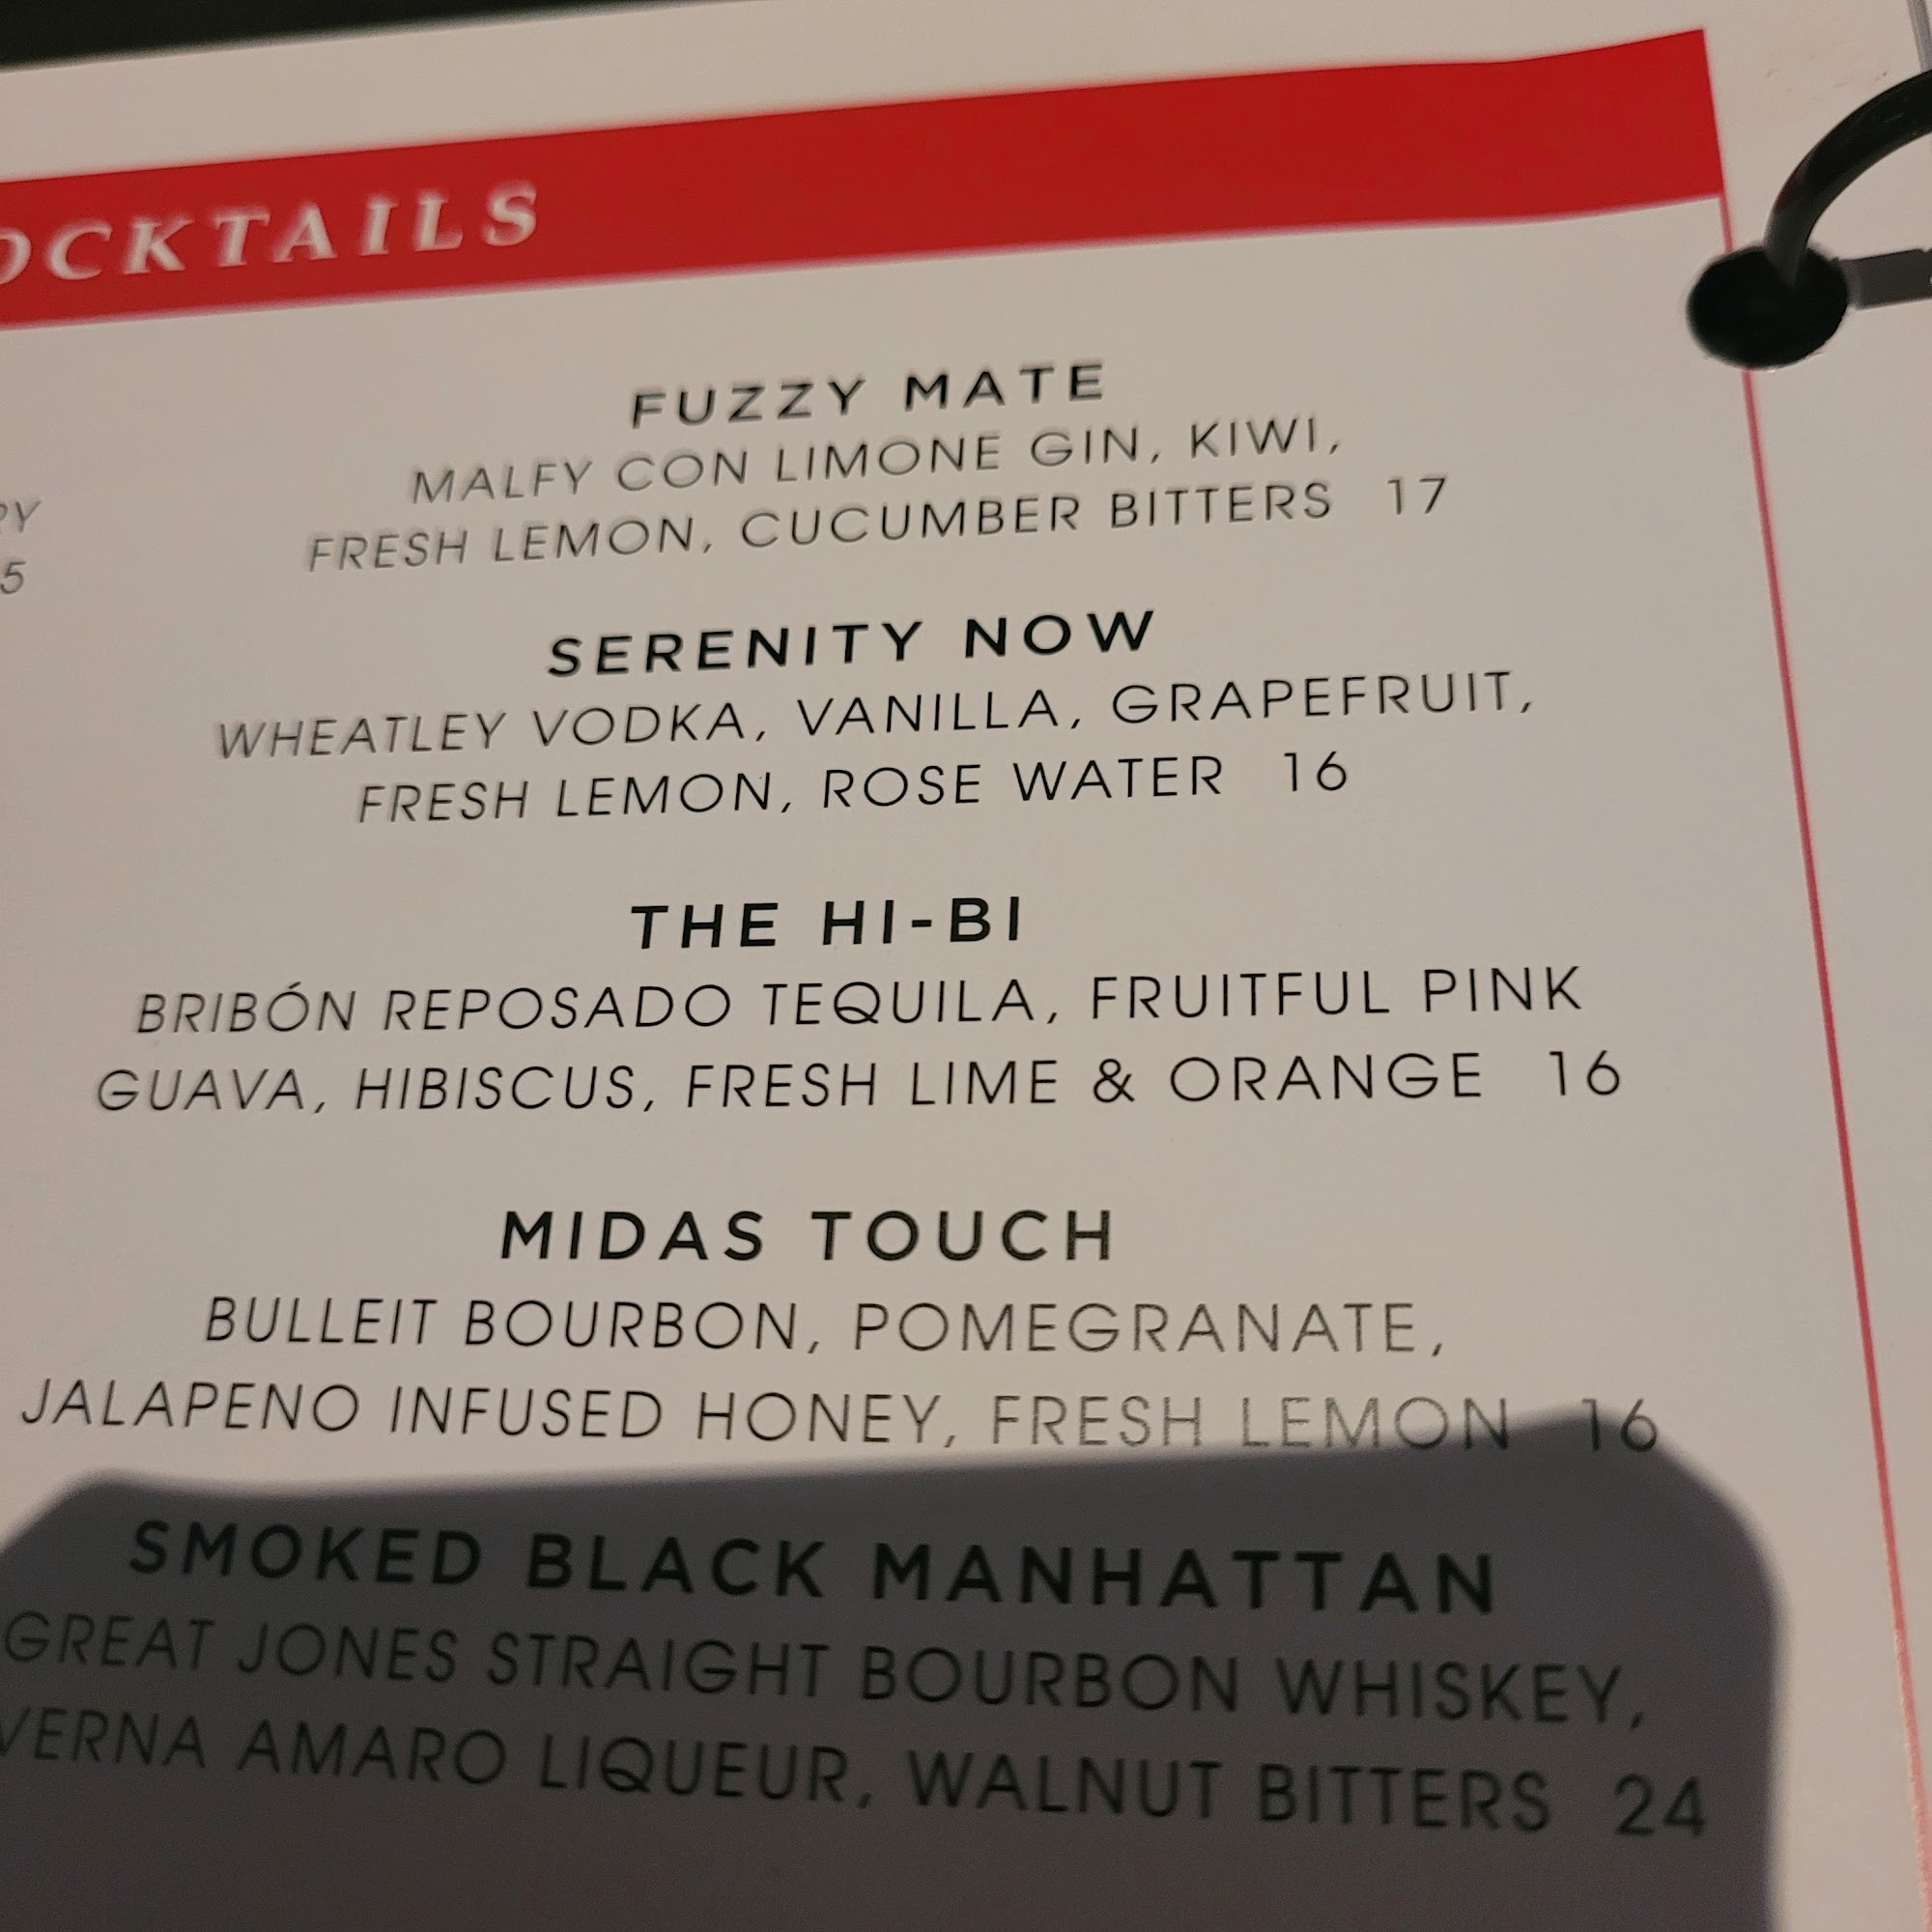 OCKTAILS
RY
5
FUZZY MATE
MALFY CON LIMONE GIN, KIWI,
FRESH LEMON, CUCUMBER BITTERS 17
SERENITY NOW
WHEATLEY VODKA, VANILLA, GRAPEFRUIT,
FRESH LEMON, ROSE WATER 16
THE HI-BI
BRIBÓN REPOSADO TEQUILA, FRUITFUL PINK
GUAVA, HIBISCUS, FRESH LIME & ORANGE 16
MIDAS TOUCH
BULLEIT BOURBON, POMEGRANATE,
JALAPENO INFUSED HONEY, FRESH LEMON 16
SMOKED BLACK MANHATTAN
GREAT JONES STRAIGHT BOURBON WHISKEY,
VERNA AMARO LIQUEUR, WALNUT BITTERS 24